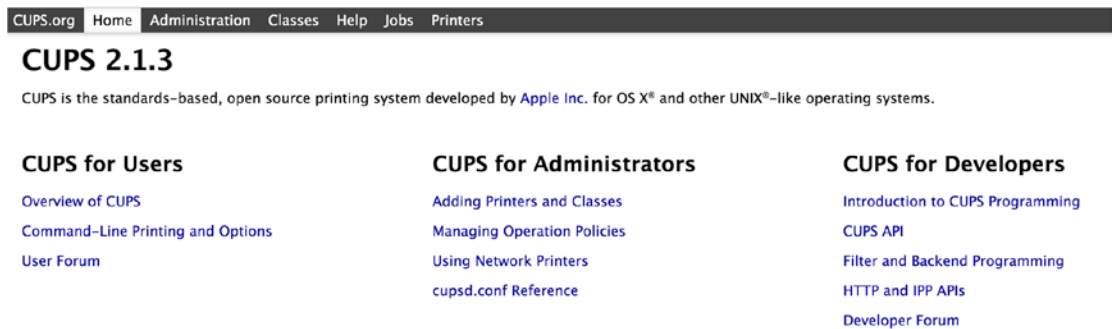 CUPS.org Home Administration Classes Help Jobs Printers
CUPS 2.1.3
CUPS is the standards-based, open source printing system developed by Apple Inc. for OS X® and other UNIX®-like operating systems.
CUPS for Users
Overview of CUPS
Command-Line Printing and Options
User Forum
CUPS for Administrators
Adding Printers and Classes
Managing Operation Policies
Using Network Printers
cupsd.conf Reference
CUPS for Developers
Introduction to CUPS Programming
CUPS API
Filter and Backend Programming
HTTP and IPP APIs
Developer Forum